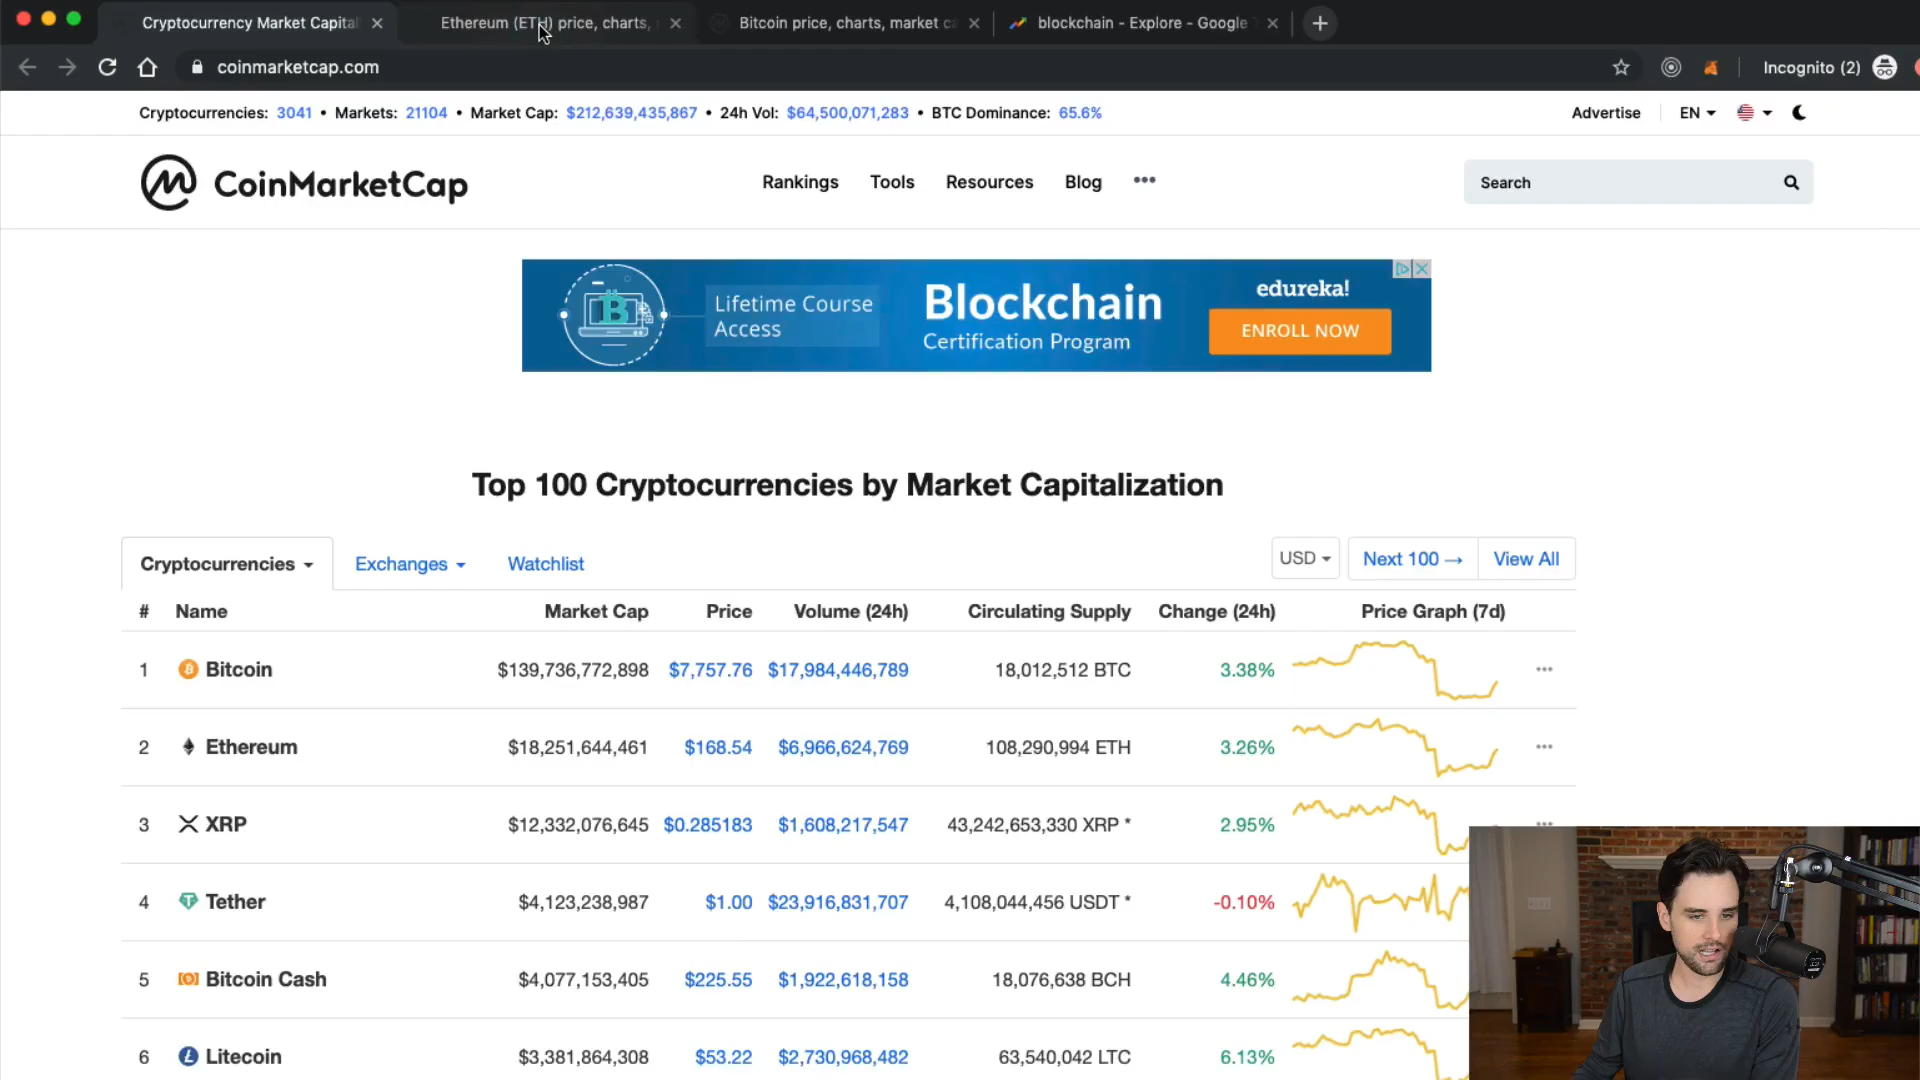 Cryptocurrency Market Capital
Ethereum (ETH) price, charts,
Bitcoin price, charts, market ca
blockchain - Explore - Google T
coinmarketcap.com
Incognito (2)
Cryptocurrencies: 3041 • Markets: 21104 • Market Cap: $212,639,435,867 • 24h Vol: $64,500,071,283 • BTC Dominance: 65.6%
Advertise
EN
CoinMarketCap
Rankings
Tools
Resources
Blog
Search
Lifetime Course
Access
Blockchain
Certification Program
edureka!
ENROLL NOW
Top 100 Cryptocurrencies by Market Capitalization
Cryptocurrencies
Exchanges
Watchlist
USD
Next 100 →
View All
# Name Market Cap Price Volume (24h) Circulating Supply Change (24h) Price Graph (7d)
1 Bitcoin $139,736,772,898 $7,757.76 $17,984,446,789 18,012,512 BTC 3.38%
2 Ethereum $18,251,644,461 $168.54 $6,966,624,769 108,290,994 ETH 3.26%
3 XRP $12,332,076,645 $0.285183 $1,608,217,547 43,242,653,330 XRP * 2.95%
4 Tether $4,123,238,987 $1.00 $23,916,831,707 4,108,044,456 USDT * -0.10%
5 Bitcoin Cash $4,077,153,405 $225.55 $1,922,618,158 18,076,638 BCH 4.46%
6 Litecoin $3,381,864,308 $53.22 $2,730,968,482 63,540,042 LTC 6.13%